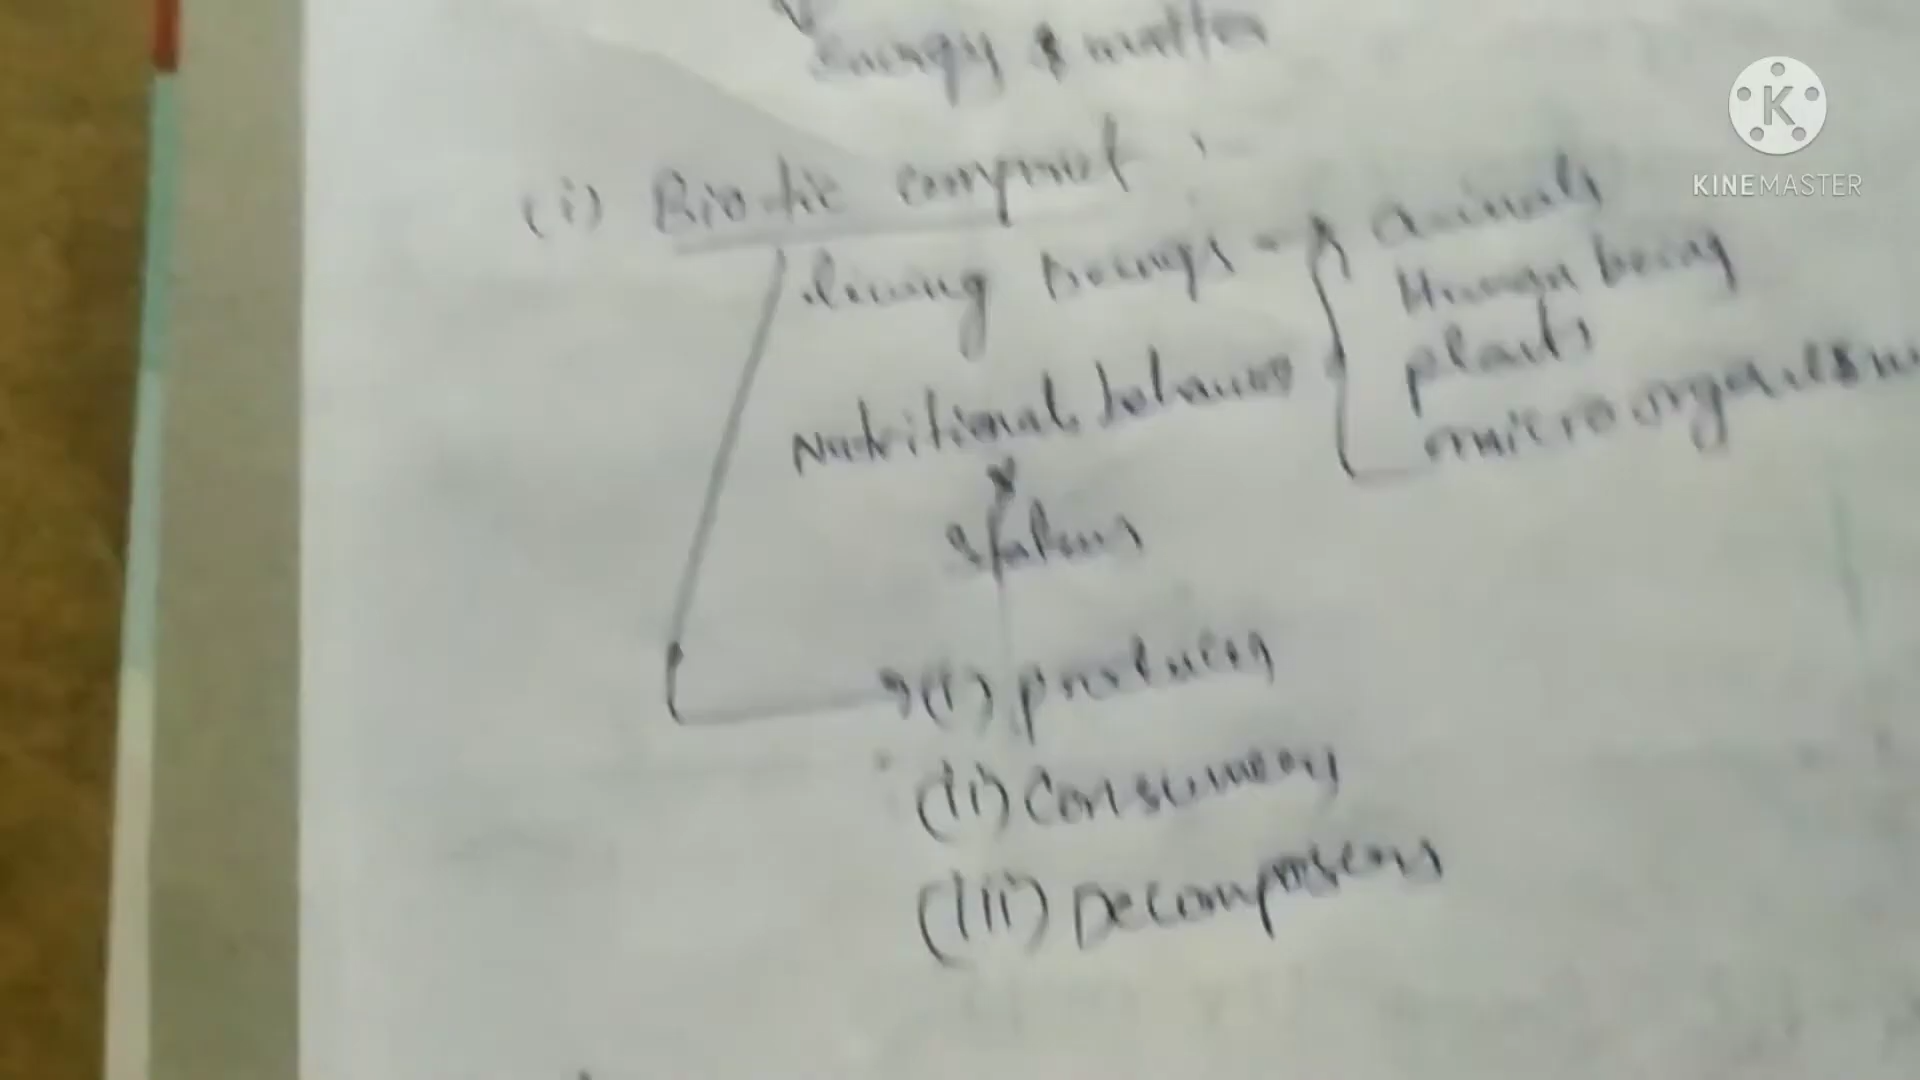 Energy & matter
(i) Biotic component :-
living beings → animals
Human being
plants
micro organism
Nutritional behaviour
&
status
→(i) producers
(ii) Consumers
(iii) Decomposers
KINEMASTER